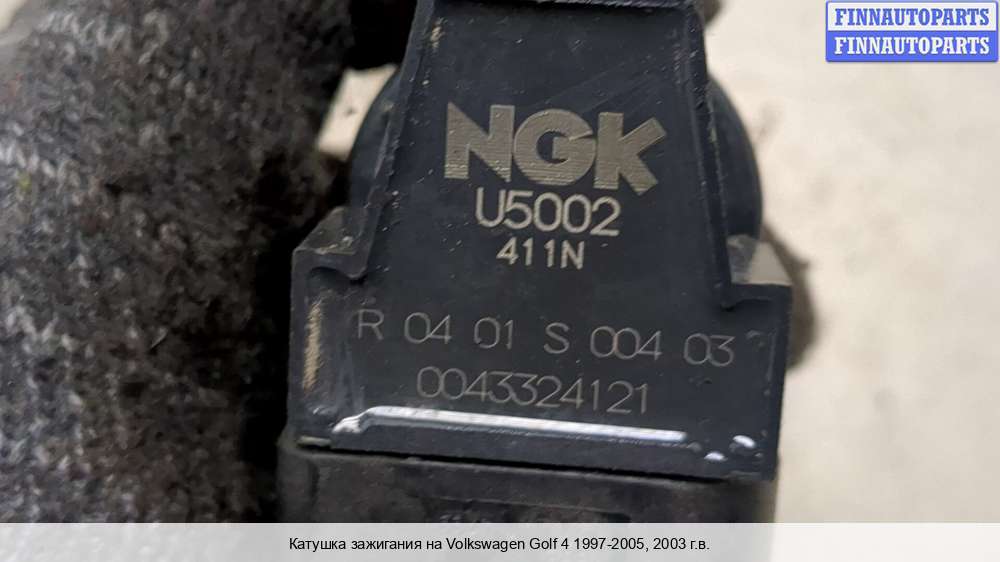 FINNAUTOPARTS
FINNAUTOPARTS
NGK
U5002
411N
R 04 01 S 004 03
0043324121
Катушка зажигания на Volkswagen Golf 4 1997-2005, 2003 г.в.